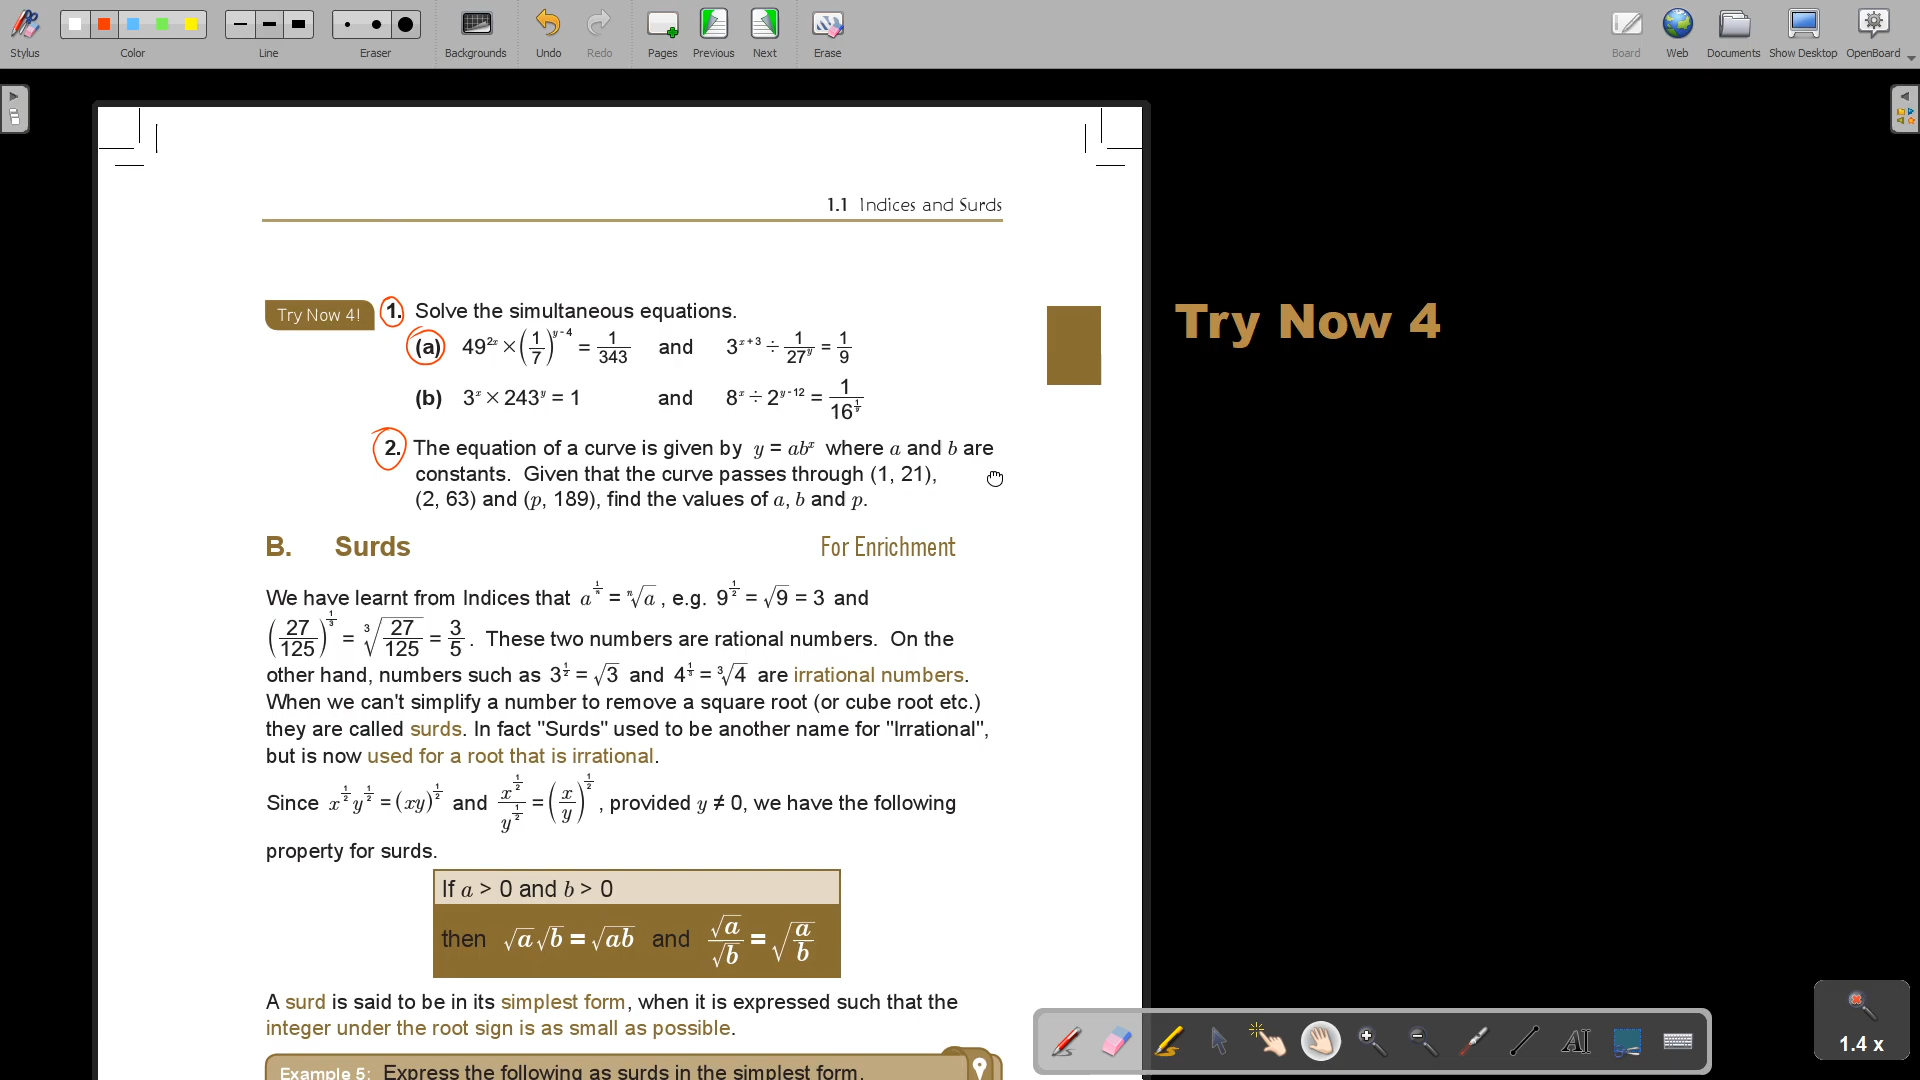 Stylus Color Line Eraser Backgrounds Undo Redo Pages Previous Next Erase Board Web Documents Show Desktop OpenBoard
1.1 Indices and Surds
Try Now 4! 1. Solve the simultaneous equations.
(a) 49^{2x} × (1/7)^{y-4} = 1/343 and 3^{x+3} ÷ 1/27^y = 1/9
(b) 3^x × 243^y = 1 and 8^x ÷ 2^{y-12} = 1/16^{1/y}
2. The equation of a curve is given by y = ab^x where a and b are
constants. Given that the curve passes through (1, 21),
(2, 63) and (p, 189), find the values of a, b and p.
Try Now 4
B. Surds For Enrichment
We have learnt from Indices that a^{1/n} = ⁿ√a, e.g. 9^{1/2} = √9 = 3 and
(27/125)^{1/3} = ³√(27/125) = 3/5. These two numbers are rational numbers. On the
other hand, numbers such as 3^{1/2} = √3 and 4^{1/3} = ³√4 are irrational numbers.
When we can't simplify a number to remove a square root (or cube root etc.)
they are called surds. In fact "Surds" used to be another name for "Irrational",
but is now used for a root that is irrational.
Since x^{1/2}y^{1/2} = (xy)^{1/2} and x^{1/2}/y^{1/2} = (x/y)^{1/2}, provided y ≠ 0, we have the following
property for surds.
If a > 0 and b > 0
then √a√b = √ab and √a/√b = √(a/b)
A surd is said to be in its simplest form, when it is expressed such that the
integer under the root sign is as small as possible.
Example 5: Express the following as surds in the simplest form.
AI
1.4 x